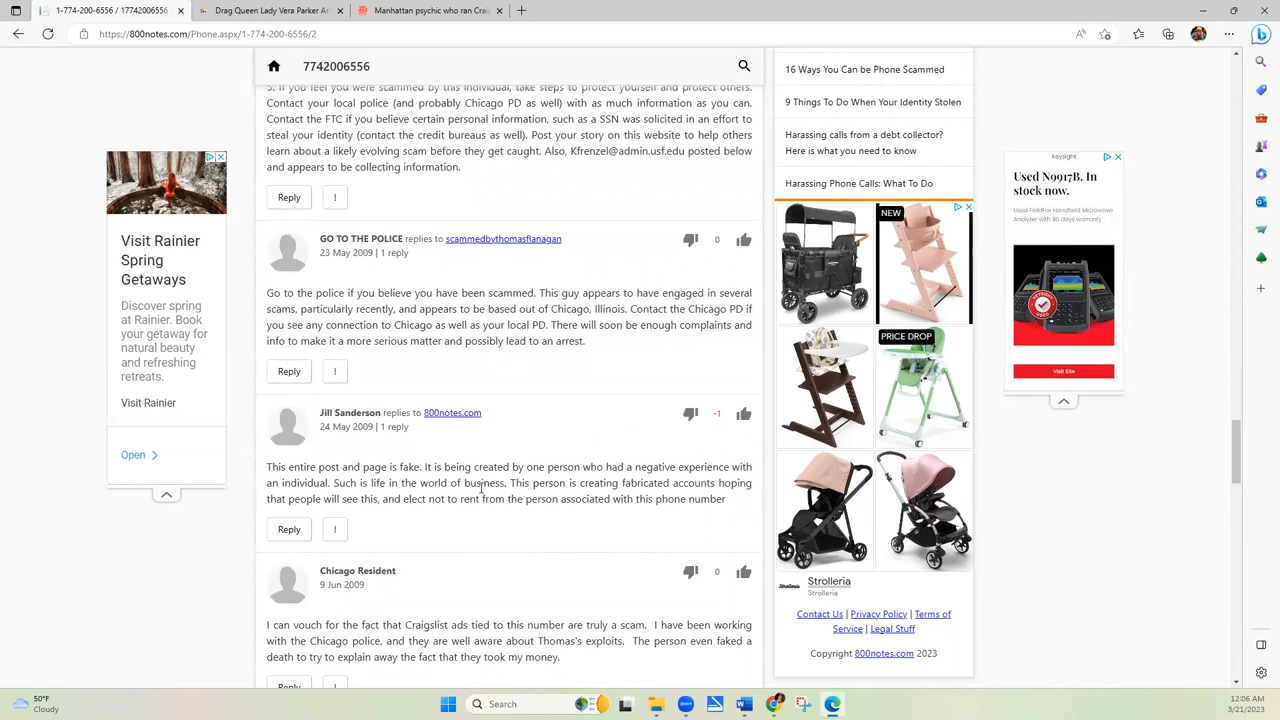 1-774-200-6556 / 17742006556
Drag Queen Lady Vera Parker Ar
Manhattan psychic who ran Craig
https://800notes.com/Phone.aspx/1-774-200-6556/2
7742006556
5. If you feel you were scammed by this individual, take steps to protect yourself and protect others.
Contact your local police (and probably Chicago PD as well) with as much information as you can.
Contact the FTC if you believe certain personal information, such as a SSN was solicited in an effort to
steal your identity (contact the credit bureaus as well). Post your story on this website to help others
learn about a likely evolving scam before they get caught. Also, Kfrenzel@admin.usf.edu posted below
and appears to be collecting information.
Reply
!
GO TO THE POLICE replies to scammedbythomasflanagan
23 May 2009 | 1 reply
0
Go to the police if you believe you have been scammed. This guy appears to have engaged in several
scams, particularly recently, and appears to be based out of Chicago, Illinois. Contact the Chicago PD if
you see any connection to Chicago as well as your local PD. There will soon be enough complaints and
info to make it a more serious matter and possibly lead to an arrest.
Reply
!
Jill Sanderson replies to 800notes.com
24 May 2009 | 1 reply
-1
This entire post and page is fake. It is being created by one person who had a negative experience with
an individual. Such is life in the world of business. This person is creating fabricated accounts hoping
that people will see this, and elect not to rent from the person associated with this phone number
Reply
!
Chicago Resident
9 Jun 2009
0
I can vouch for the fact that Craigslist ads tied to this number are truly a scam. I have been working
with the Chicago police, and they are well aware about Thomas's exploits. The person even faked a
death to try to explain away the fact that they took my money.
Reply
Visit Rainier
Spring
Getaways
Discover spring
at Rainier. Book
your getaway for
natural beauty
and refreshing
retreats.
Visit Rainier
Open
16 Ways You Can be Phone Scammed
9 Things To Do When Your Identity Stolen
Harassing calls from a debt collector?
Here is what you need to know
Harassing Phone Calls: What To Do
NEW
PRICE DROP
Strolleria
Strolleria
Strolleria
Contact Us | Privacy Policy | Terms of
Service | Legal Stuff
Copyright 800notes.com 2023
Keysight
Used N9917B. In
stock now.
Used FieldFox Handheld Microwave
Analyzer with 90 days warranty.
KEYSIGHT
USED
Visit Site
50°F
Cloudy
Search
zoom
12:06 AM
3/21/2023